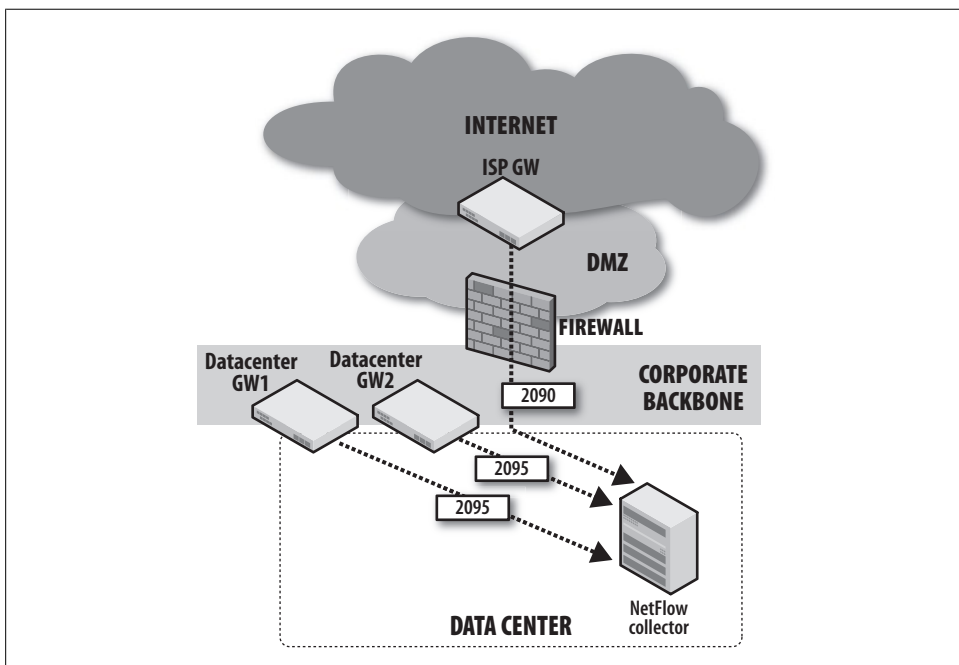 INTERNET
ISP GW
DMZ
FIREWALL
Datacenter
GW1
Datacenter
GW2
CORPORATE
BACKBONE
2090
2095
2095
NetFlow
collector
DATA CENTER